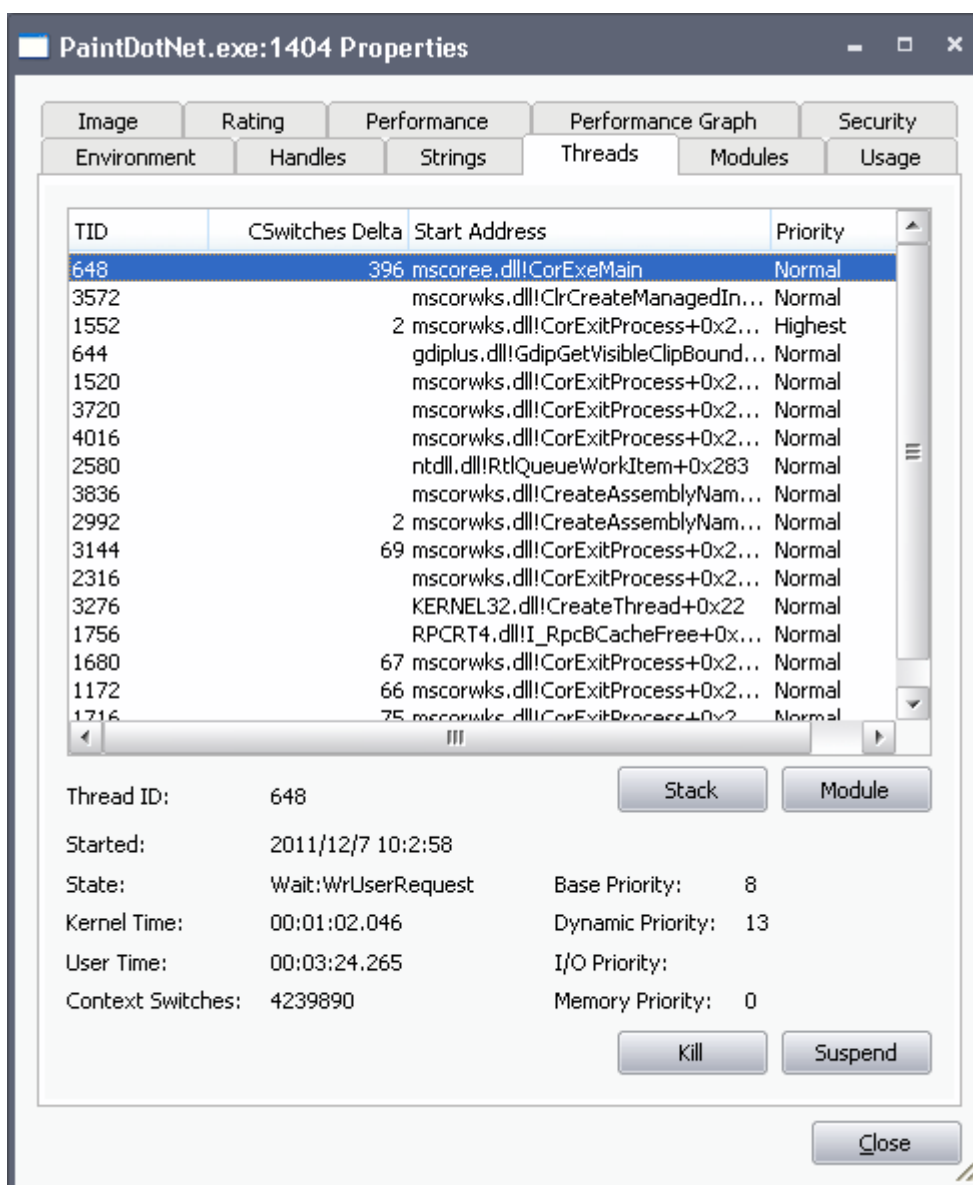 PaintDotNet.exe:1404 Properties
Image Rating Performance Performance Graph Security
Environment Handles Strings Threads Modules Usage
TID CSwitches Delta Start Address Priority
648 396 mscoree.dll!CorExeMain Normal
3572 mscorwks.dll!ClrCreateManagedIn... Normal
1552 2 mscorwks.dll!CorExitProcess+0x2... Highest
644 gdiplus.dll!GdipGetVisibleClipBound... Normal
1520 mscorwks.dll!CorExitProcess+0x2... Normal
3720 mscorwks.dll!CorExitProcess+0x2... Normal
4016 mscorwks.dll!CorExitProcess+0x2... Normal
2580 ntdll.dll!RtlQueueWorkItem+0x283 Normal
3836 mscorwks.dll!CreateAssemblyNam... Normal
2992 2 mscorwks.dll!CreateAssemblyNam... Normal
3144 69 mscorwks.dll!CorExitProcess+0x2... Normal
2316 mscorwks.dll!CorExitProcess+0x2... Normal
3276 KERNEL32.dll!CreateThread+0x22 Normal
1756 RPCRT4.dll!I_RpcBCacheFree+0x... Normal
1680 67 mscorwks.dll!CorExitProcess+0x2... Normal
1172 66 mscorwks.dll!CorExitProcess+0x2... Normal
1716 75 mscorwks.dll!CorExitProcess+0x2... Normal
Stack Module
Thread ID: 648
Started: 2011/12/7 10:2:58
State: Wait:WrUserRequest Base Priority: 8
Kernel Time: 00:01:02.046 Dynamic Priority: 13
User Time: 00:03:24.265 I/O Priority:
Context Switches: 4239890 Memory Priority: 0
Kill Suspend
Close